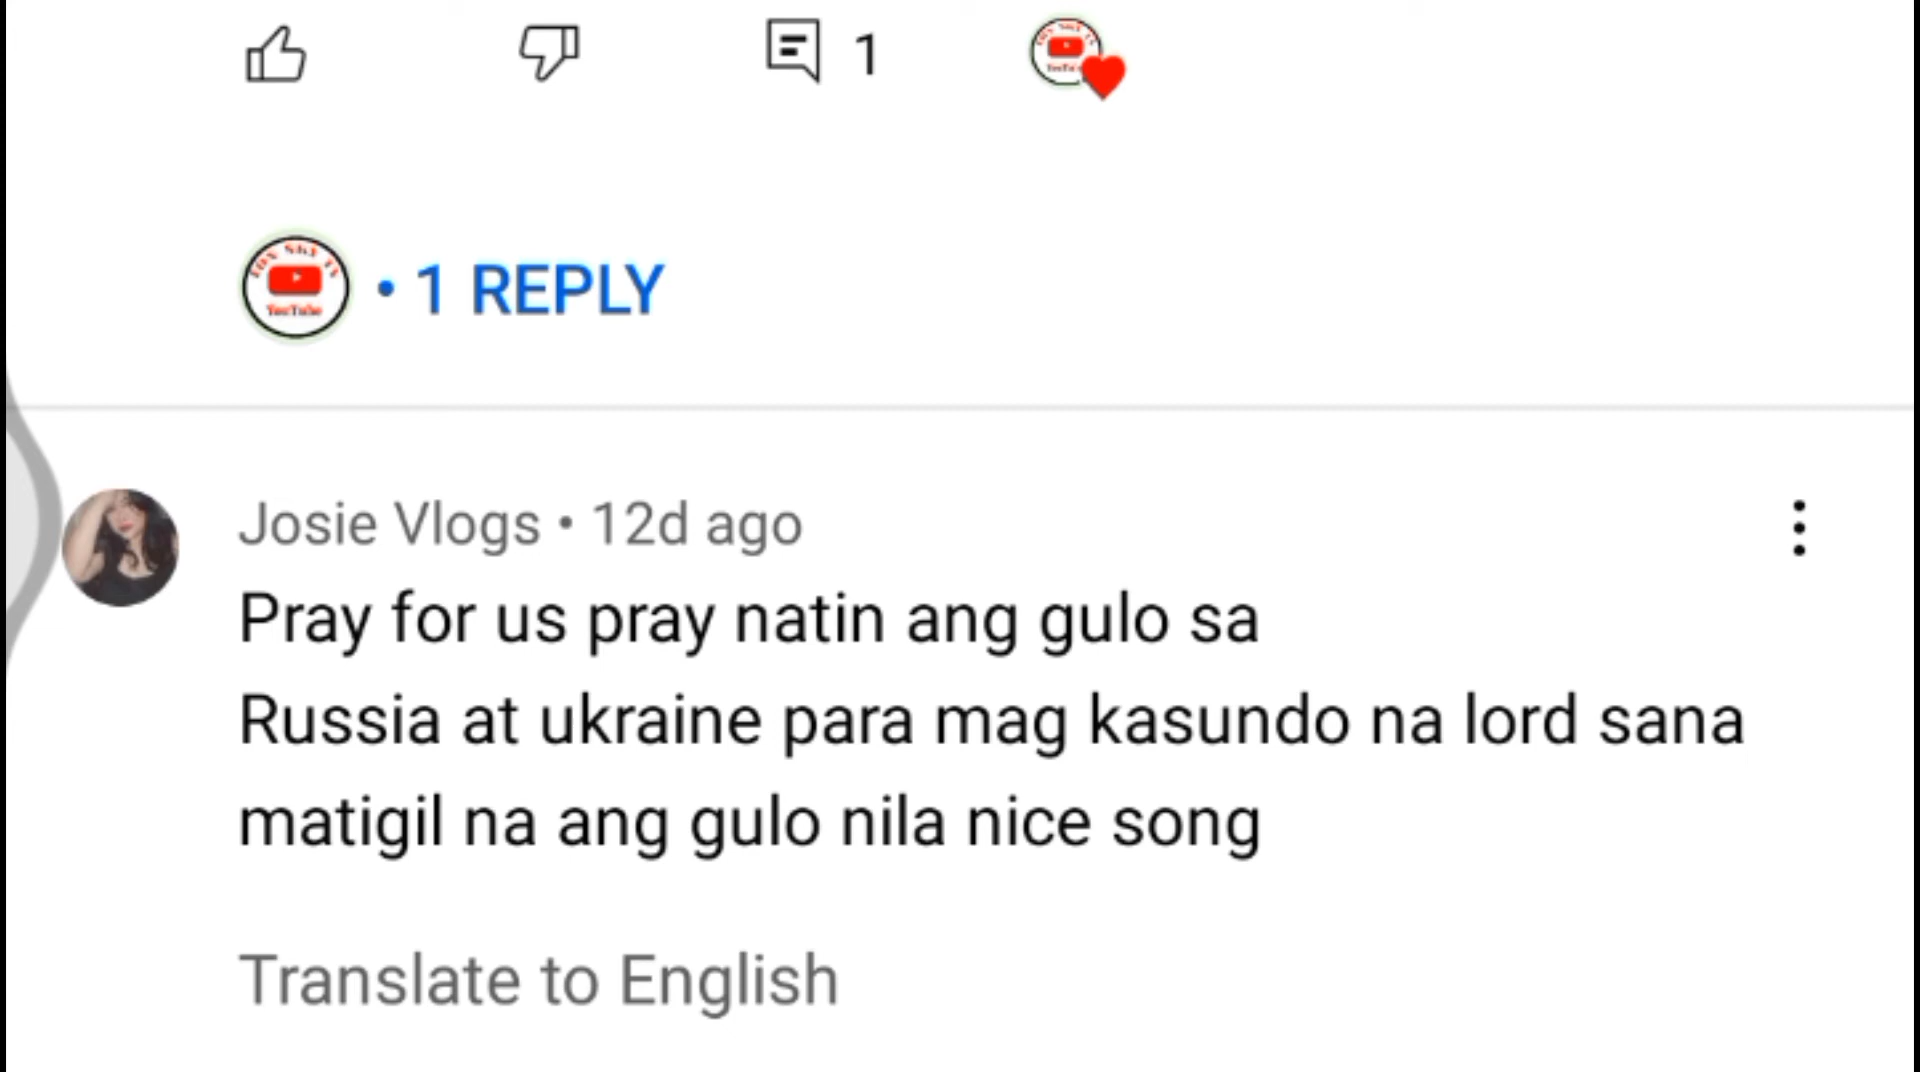 1
YouTube
• 1 REPLY
Josie Vlogs • 12d ago
Pray for us pray natin ang gulo sa
Russia at ukraine para mag kasundo na lord sana
matigil na ang gulo nila nice song
Translate to English